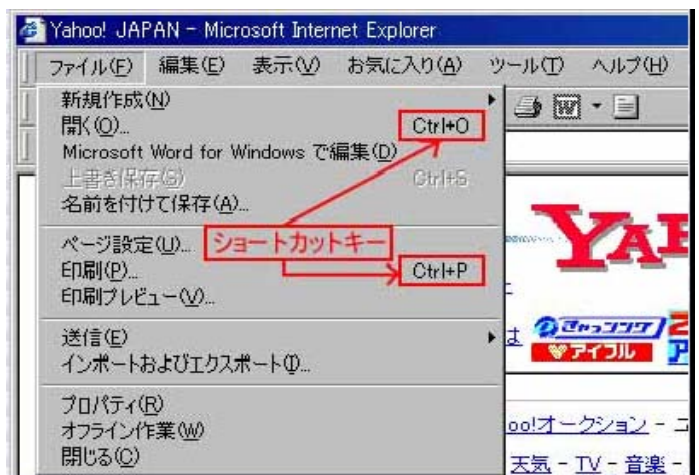 Yahoo! JAPAN - Microsoft Internet Explorer
ファイル(F) 編集(E) 表示(V) お気に入り(A) ツール(T) ヘルプ(H)
新規作成(N)
開く(O)... Ctrl+O
Microsoft Word for Windows で編集(D)
上書き保存(S) Ctrl+S
名前を付けて保存(A)...
ページ設定(U)...
ショートカットキー
印刷(P)... Ctrl+P
印刷プレビュー(V)...
送信(E)
インポートおよびエクスポート(I)...
プロパティ(R)
オフライン作業(W)
閉じる(C)
YAH
は
アイフル
oo!オークション -
天気 - TV - 音楽 -